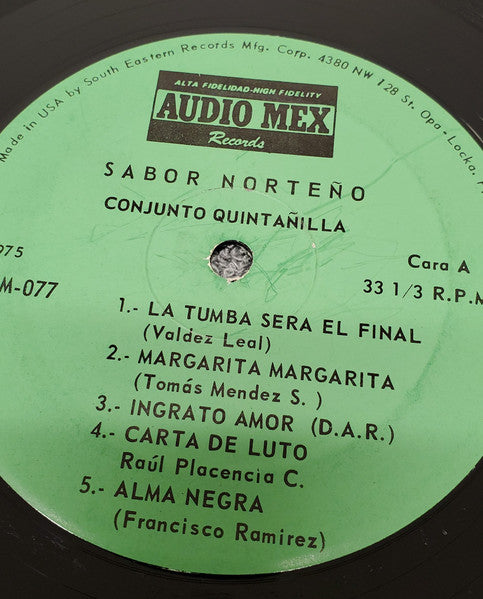 Made in USA by South Eastern Records Mfg. Corp. 4380 NW 128 St. Opa-Locka,
ALTA FIDELIDAD-HIGH FIDELITY
AUDIO MEX
Records
SABOR NORTEÑO
CONJUNTO QUINTAÑILLA
975
Cara A
M-077
33 1/3 R.P.M
1.- LA TUMBA SERA EL FINAL
(Valdez Leal)
2.- MARGARITA MARGARITA
(Tomás Mendez S. )
3.- INGRATO AMOR (D.A.R.)
4.- CARTA DE LUTO
Raúl Placencia C.
5.- ALMA NEGRA
(Francisco Ramirez)